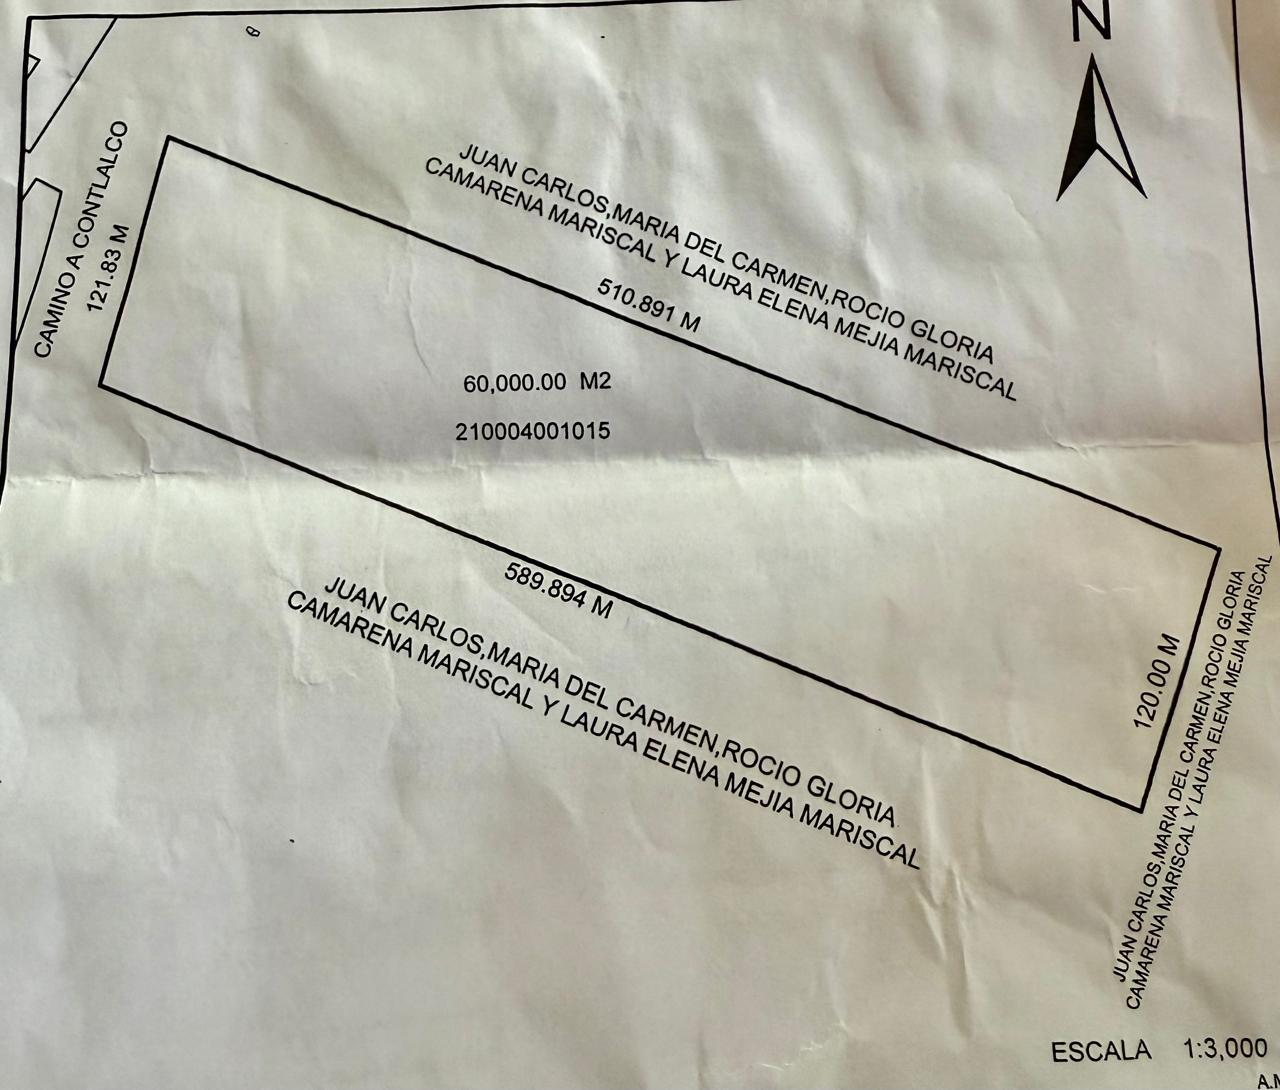 N
JUAN CARLOS,MARIA DEL CARMEN,ROCIO GLORIA
CAMARENA MARISCAL Y LAURA ELENA MEJIA MARISCAL
510.891 M
CAMINO A CONTLALCO
121.83 M
60,000.00 M2
210004001015
589.894 M
JUAN CARLOS,MARIA DEL CARMEN,ROCIO GLORIA
CAMARENA MARISCAL Y LAURA ELENA MEJIA MARISCAL
120.00 M
JUAN CARLOS,MARIA DEL CARMEN,ROCIO GLORIA
CAMARENA MARISCAL Y LAURA ELENA MEJIA MARISCAL
ESCALA 1:3,000